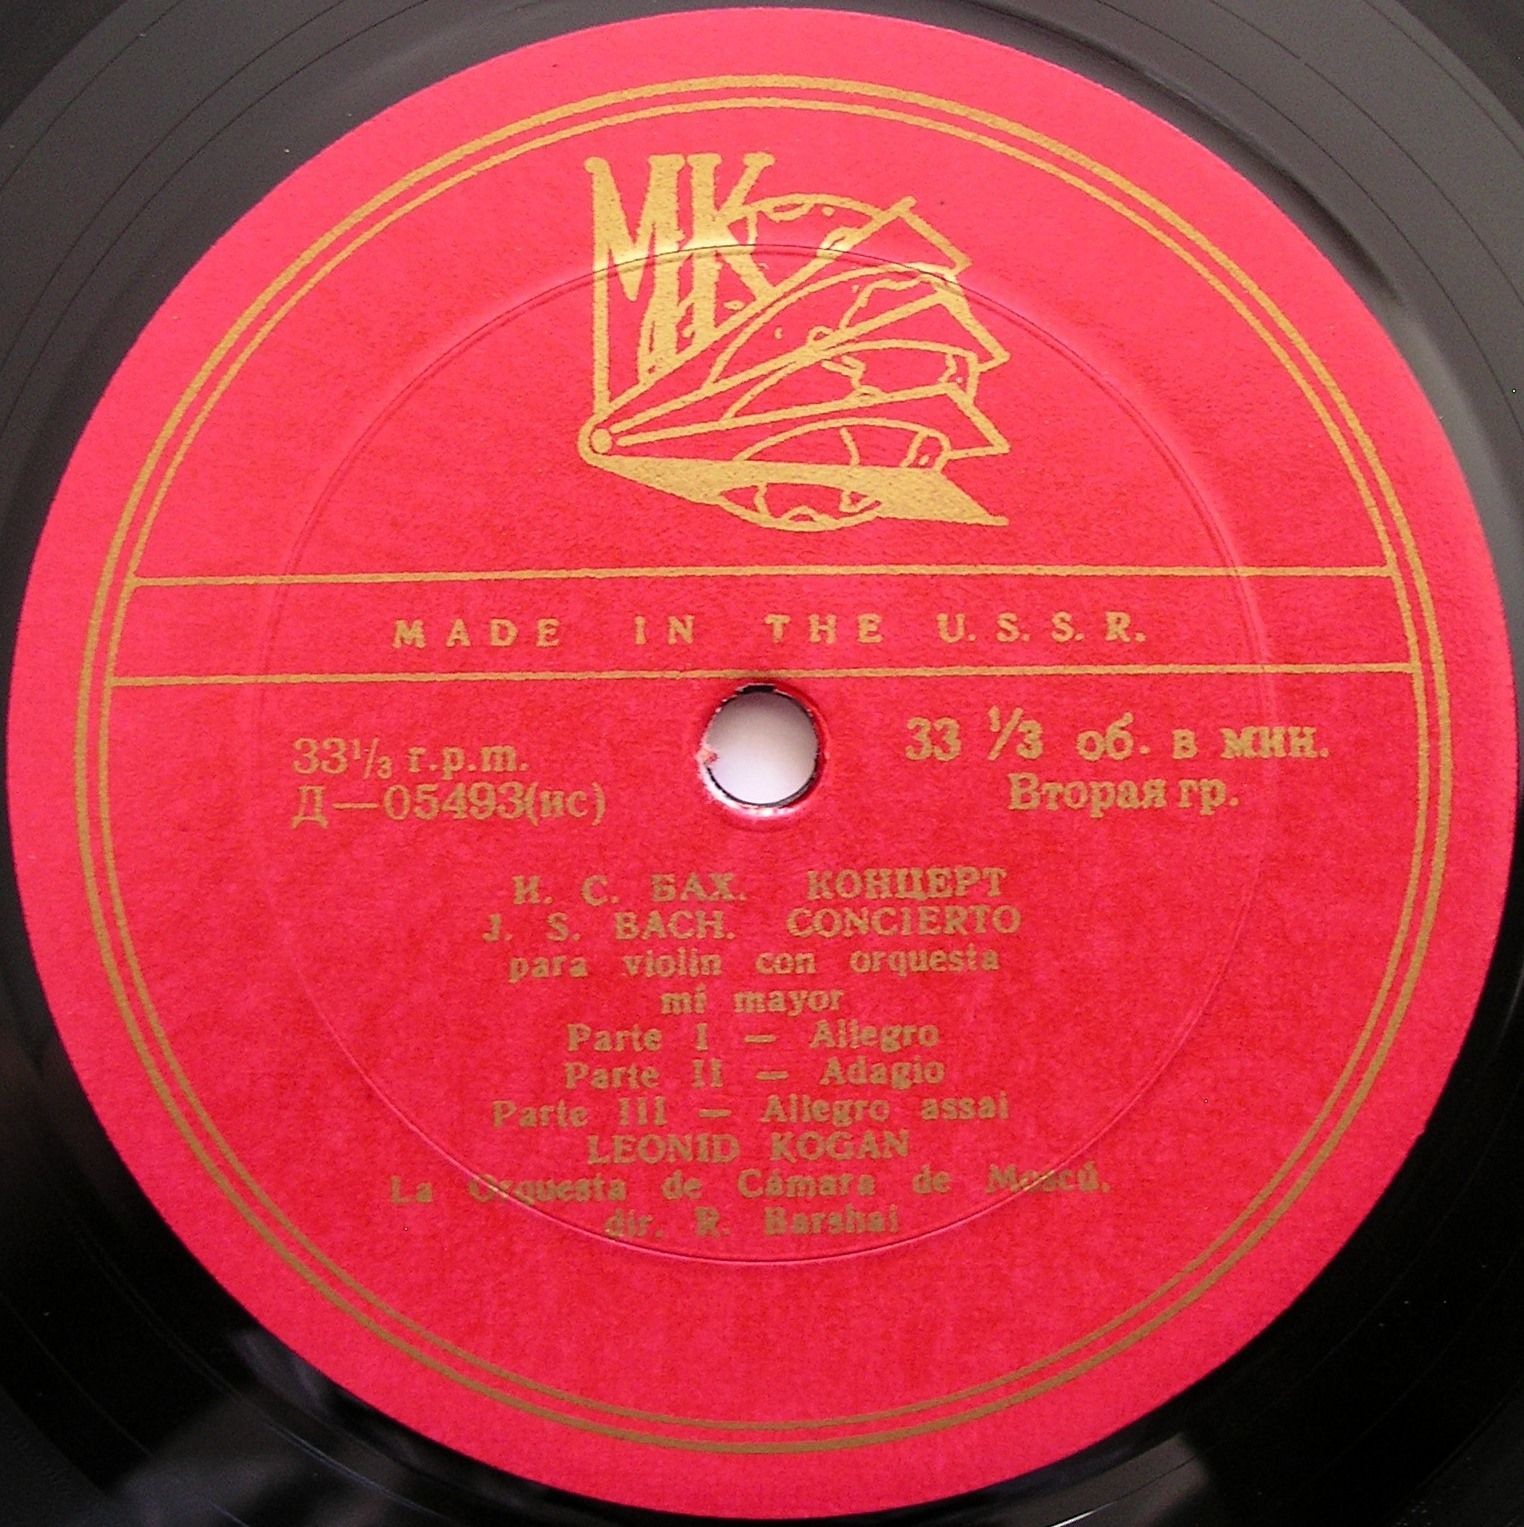 МК
MADE IN THE U.S.S.R.
33⅓ r.p.m.
Д—05493(ис)
33 ⅓ об. в мин.
Вторая гр.
И. С. БАХ. КОНЦЕРТ
J. S. BACH. CONCIERTO
para violin con orquesta
mí mayor
Parte I — Allegro
Parte II — Adagio
Parte III — Allegro assai
LEONID KOGAN
La Orquesta de Cámara de Moscú.
dir. R. Barshai